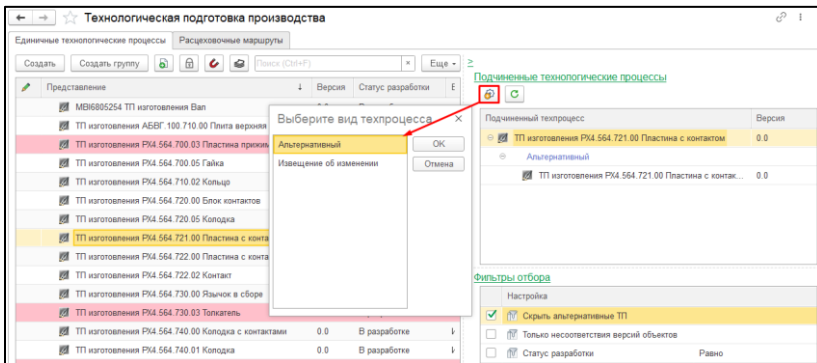 Технологическая подготовка производства
Единичные технологические процессы Расцеховочные маршруты
Создать Создать группу Поиск (Ctrl+F) × Еще >
Представление ↓ Версия Статус разработки
MBI6805254 ТП изготовления Вал
ТП изготовления АБВГ.100.710.00 Плита верхняя
ТП изготовления РХ4.564.700.03 Пластина
ТП изготовления РХ4.564.700.05 Гайка
ТП изготовления РХ4.564.710.02 Кольцо
ТП изготовления РХ4.564.720.00 Блок контактов
ТП изготовления РХ4.564.720.05 Колодка
ТП изготовления РХ4.564.721.00 Пластина с
ТП изготовления РХ4.564.722.00 Пластина с
ТП изготовления РХ4.564.722.02 Контакт
ТП изготовления РХ4.564.730.00 Язычок в сборе
ТП изготовления РХ4.564.730.03 Толкатель
ТП изготовления РХ4.564.740.00 Колодка с контактами 0.0 В разработке
ТП изготовления РХ4.564.740.01 Колодка 0.0 В разработке
Выберите вид техпроцесса ×
Альтернативный OK
Извещение об изменении Отмена
Подчиненные технологические процессы
Подчиненный техпроцесс Версия
ТП изготовления РХ4.564.721.00 Пластина с контактом 0.0
Альтернативный
ТП изготовления РХ4.564.721.00 Пластина с контак... 0.0
Фильтры отбора
Настройка
Скрыть альтернативные ТП
Только несоответствия версий объектов
Статус разработки Равно